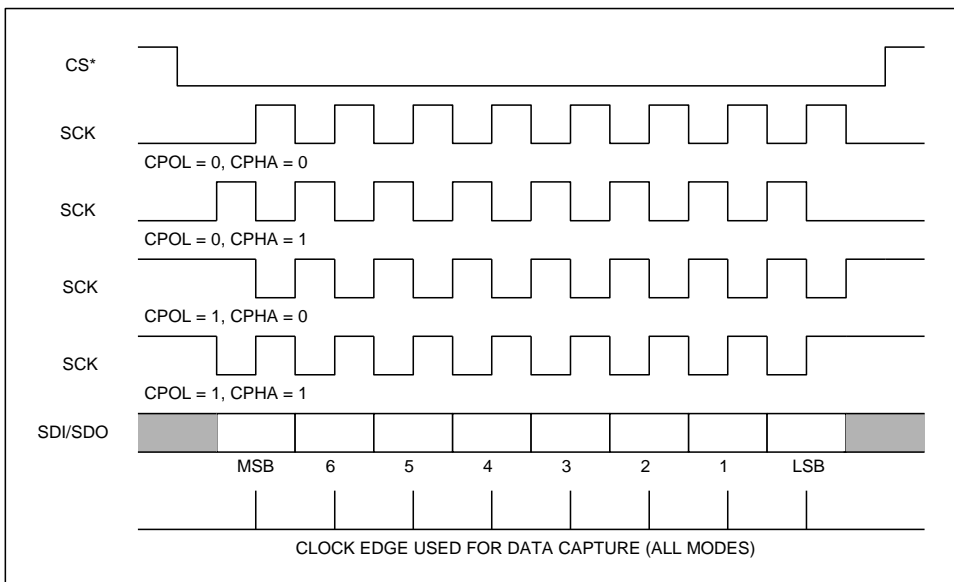 CS*
SCK
CPOL = 0, CPHA = 0
SCK
CPOL = 0, CPHA = 1
SCK
CPOL = 1, CPHA = 0
SCK
CPOL = 1, CPHA = 1
SDI/SDO
MSB 6 5 4 3 2 1 LSB
CLOCK EDGE USED FOR DATA CAPTURE (ALL MODES)